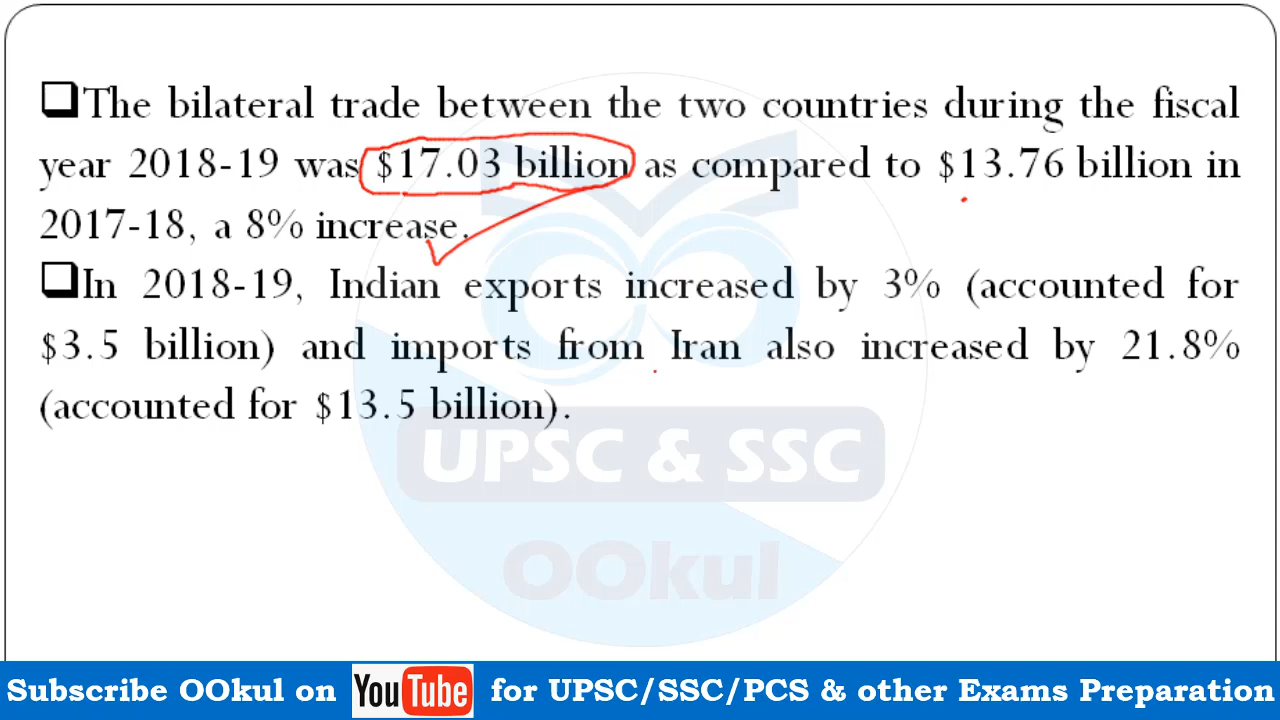 The bilateral trade between the two countries during the fiscal
year 2018-19 was $17.03 billion as compared to $13.76 billion in
2017-18, a 8% increase.
In 2018-19, Indian exports increased by 3% (accounted for
$3.5 billion) and imports from Iran also increased by 21.8%
(accounted for $13.5 billion).
UPSC & SSC
OOkul
Subscribe OOkul on YouTube for UPSC/SSC/PCS & other Exams Preparation